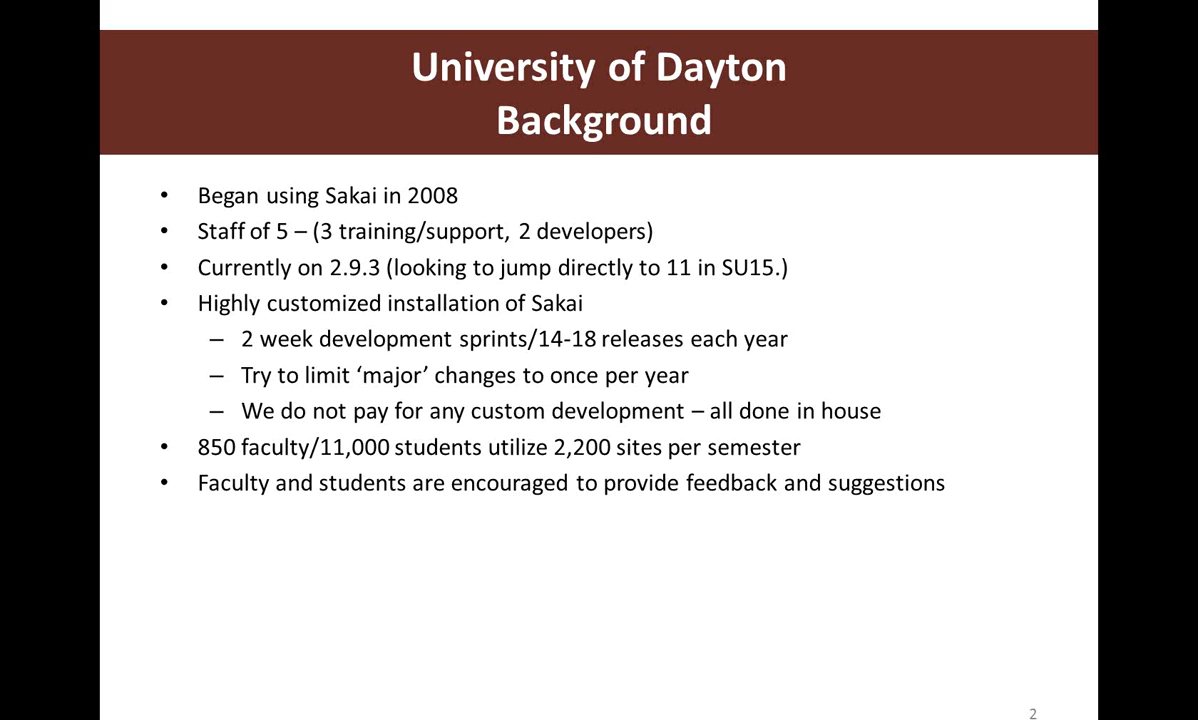 University of Dayton
Background
• Began using Sakai in 2008
• Staff of 5 – (3 training/support, 2 developers)
• Currently on 2.9.3 (looking to jump directly to 11 in SU15.)
• Highly customized installation of Sakai
– 2 week development sprints/14-18 releases each year
– Try to limit ‘major’ changes to once per year
– We do not pay for any custom development – all done in house
• 850 faculty/11,000 students utilize 2,200 sites per semester
• Faculty and students are encouraged to provide feedback and suggestions
2